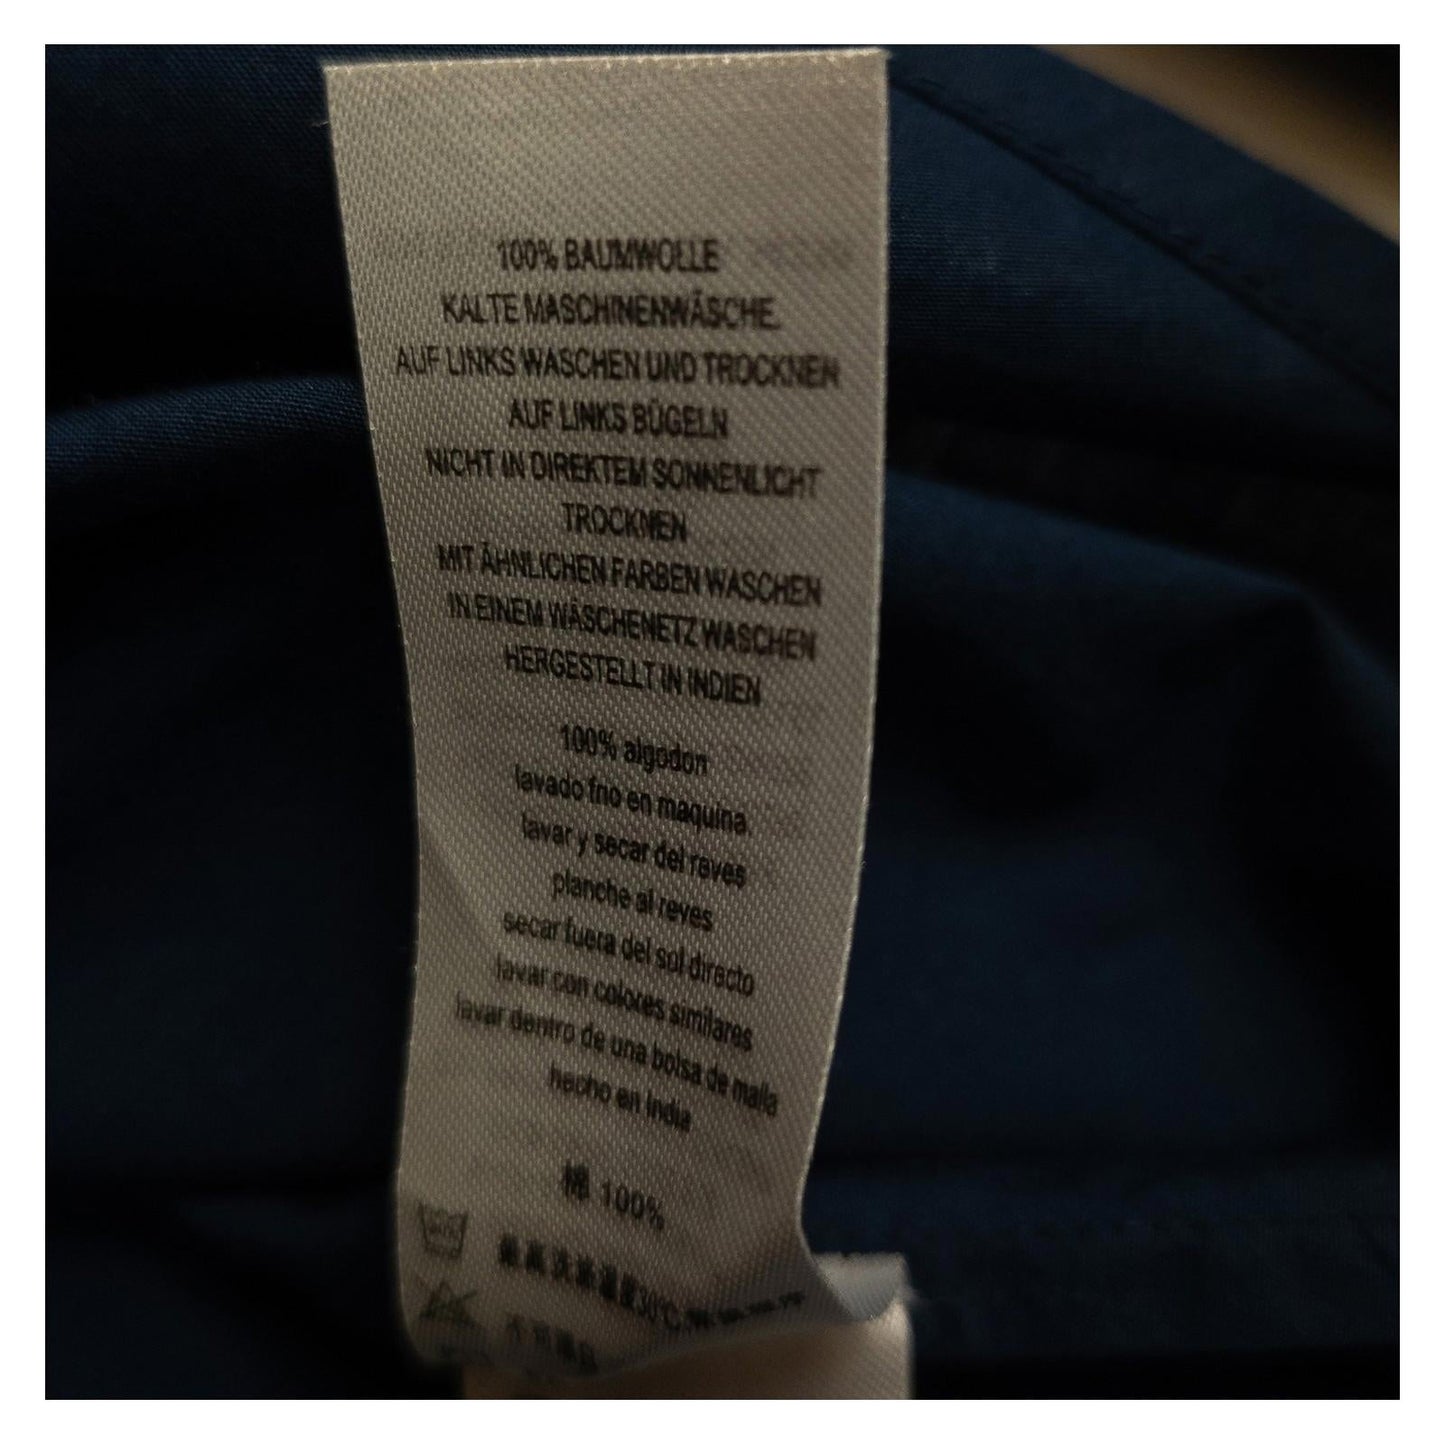 100% BAUMWOLLE
KALTE MASCHINENWÄSCHE.
AUF LINKS WASCHEN UND TROCKNEN
AUF LINKS BÜGELN
NICHT IN DIREKTEM SONNENLICHT
TROCKNEN
MIT ÄHNLICHEN FARBEN WASCHEN
IN EINEM WÄSCHENETZ WASCHEN
HERGESTELLT IN INDIEN
100% algodon
lavado frio en maquina.
lavar y secar del reves
planche al reves
secar fuera del sol directo
lavar con colores similares
lavar dentro de una bolsa de malla
hecho en India
綿 100%
30°C.